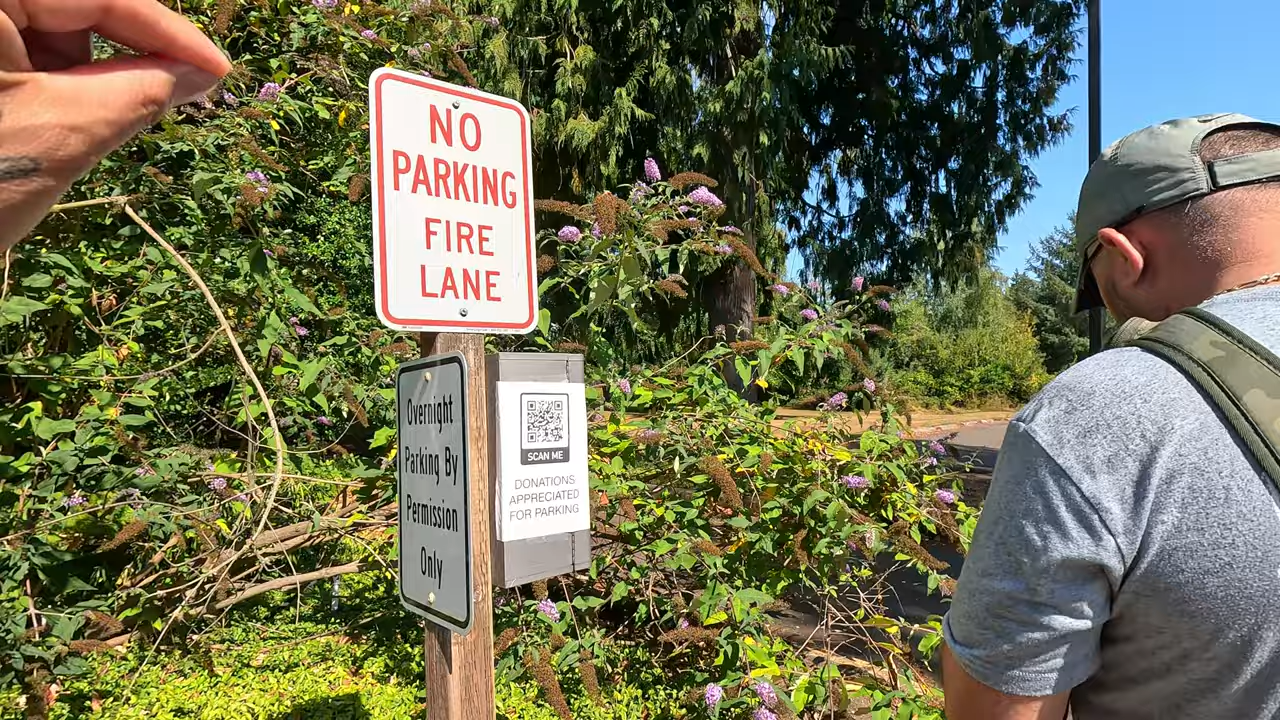 NO
PARKING
FIRE
LANE
Overnight
Parking By
Permission
Only
SCAN ME
DONATIONS
APPRECIATED
FOR PARKING